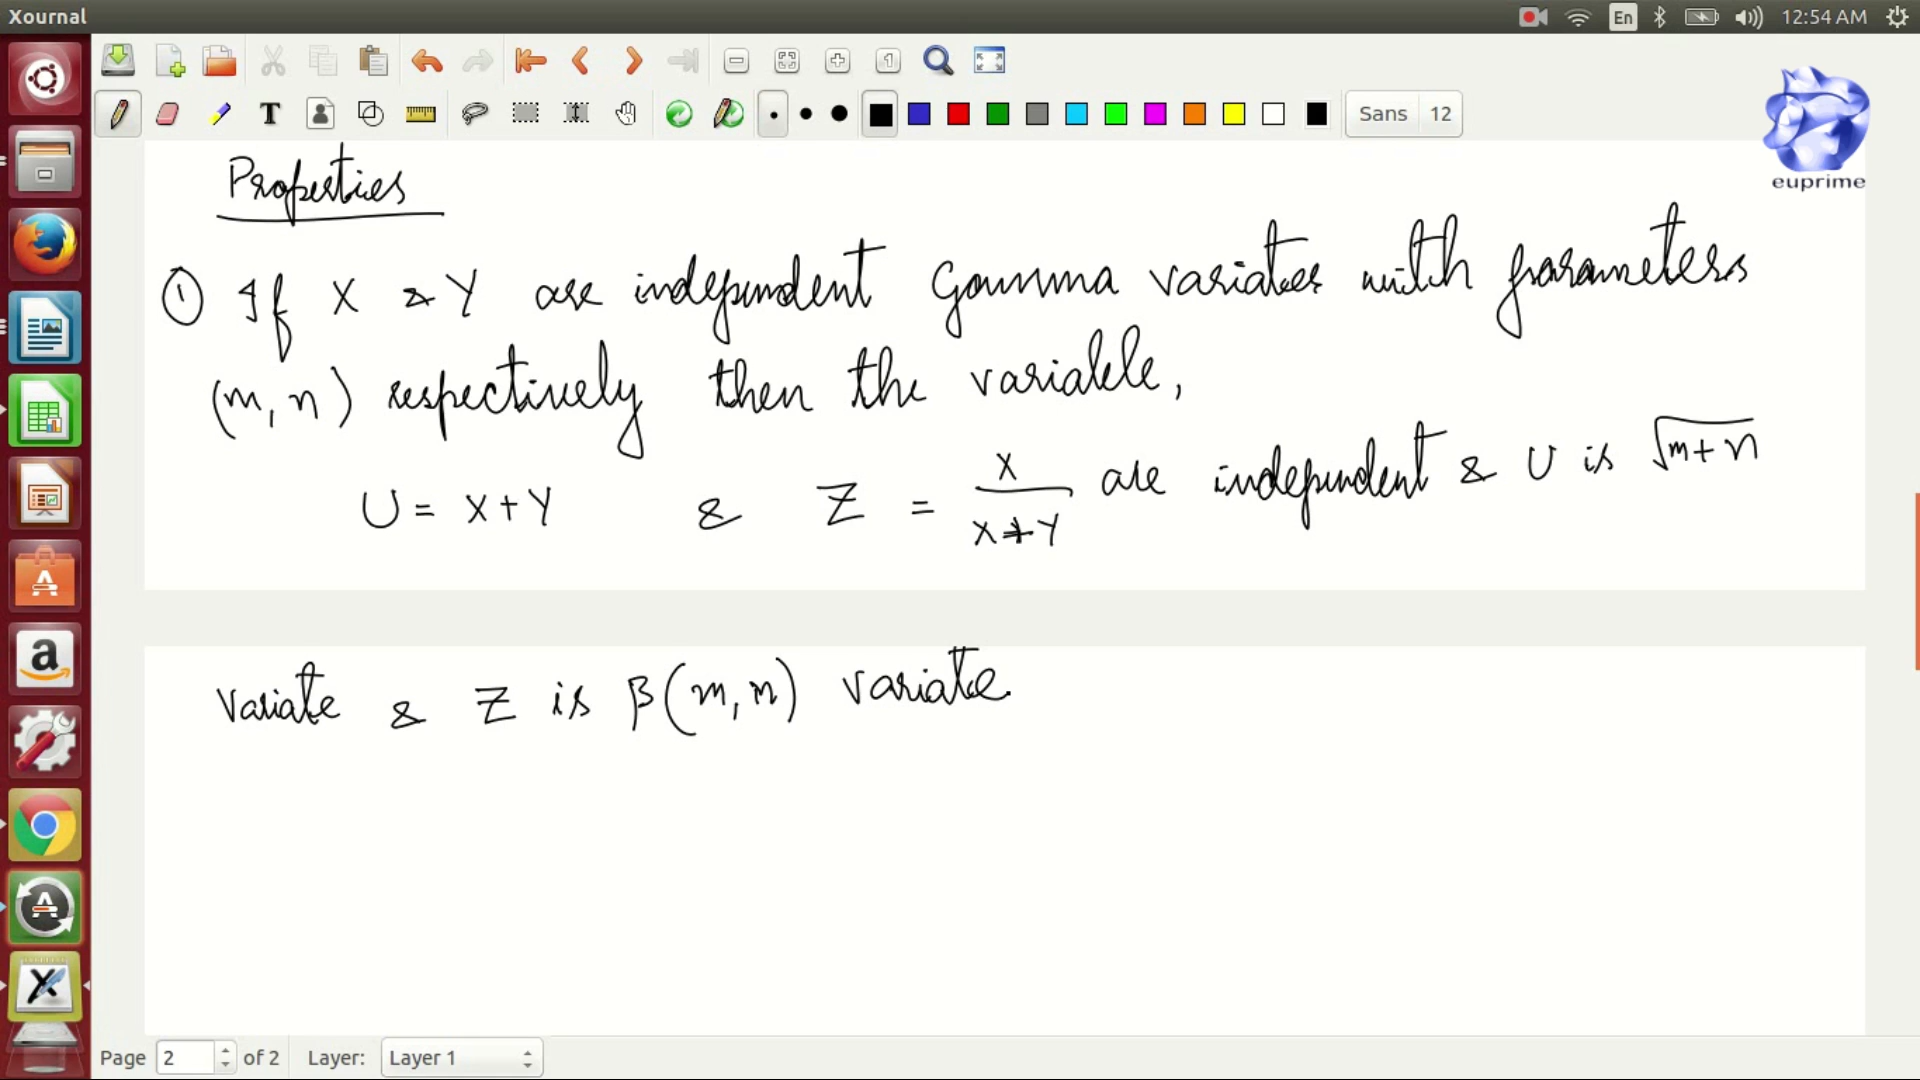 Xournal
En
12:54 AM
Sans 12
euprime
Properties
① If X & Y are independent Gamma variates with parameters
(m, n) respectively then the variable,
U = X + Y & Z = X / X + Y are independent & U is √m+n
Variate & Z is β(m, n) variate.
Page 2 of 2 Layer: Layer 1